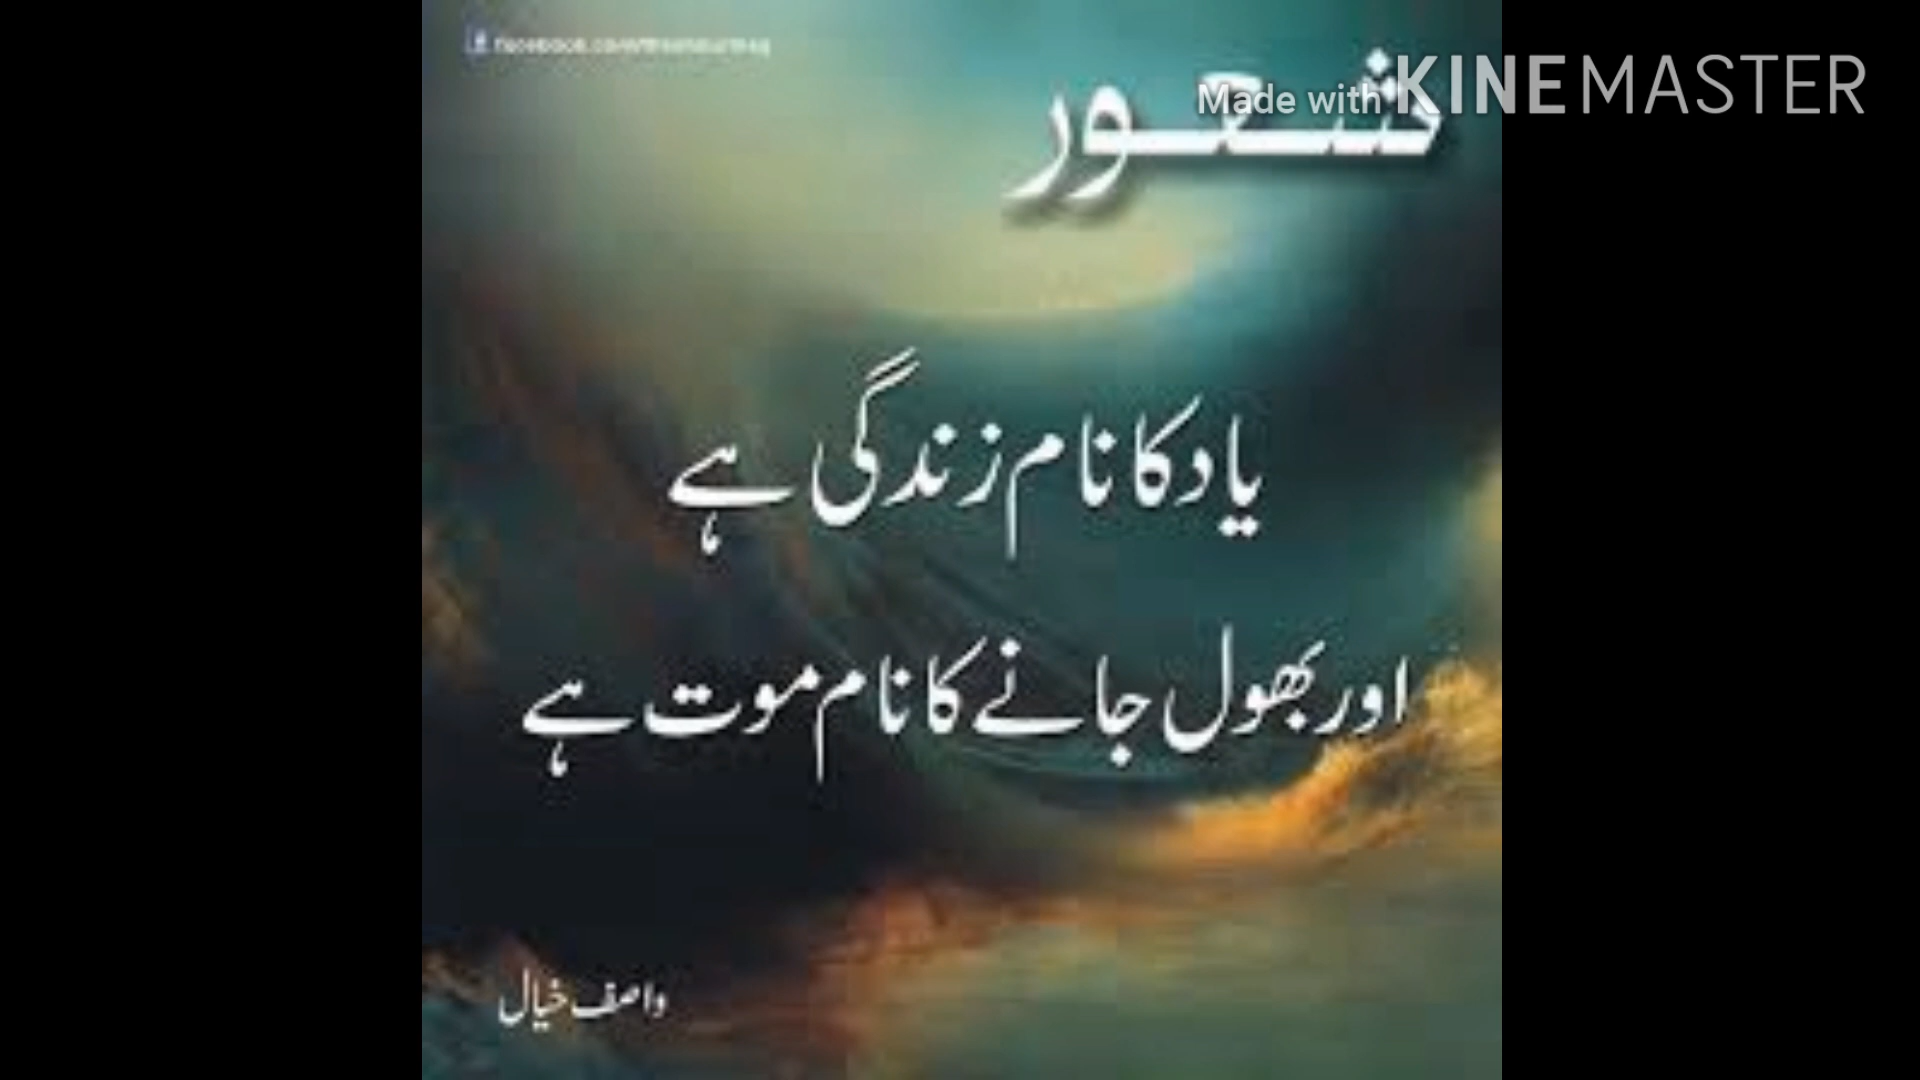 Made with KINEMASTER
شعور
یاد کا نام زندگی ہے
اور بھول جانے کا نام موت ہے
واصف خیال